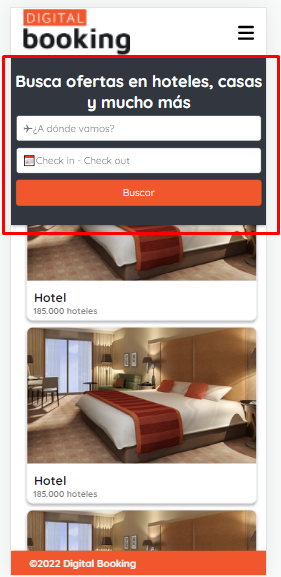 DIGITAL
booking
Busca ofertas en hoteles, casas
y mucho más
¿A dónde vamos?
Check in - Check out
Buscar
Hotel
185.000 hoteles
Hotel
185.000 hoteles
©2022 Digital Booking